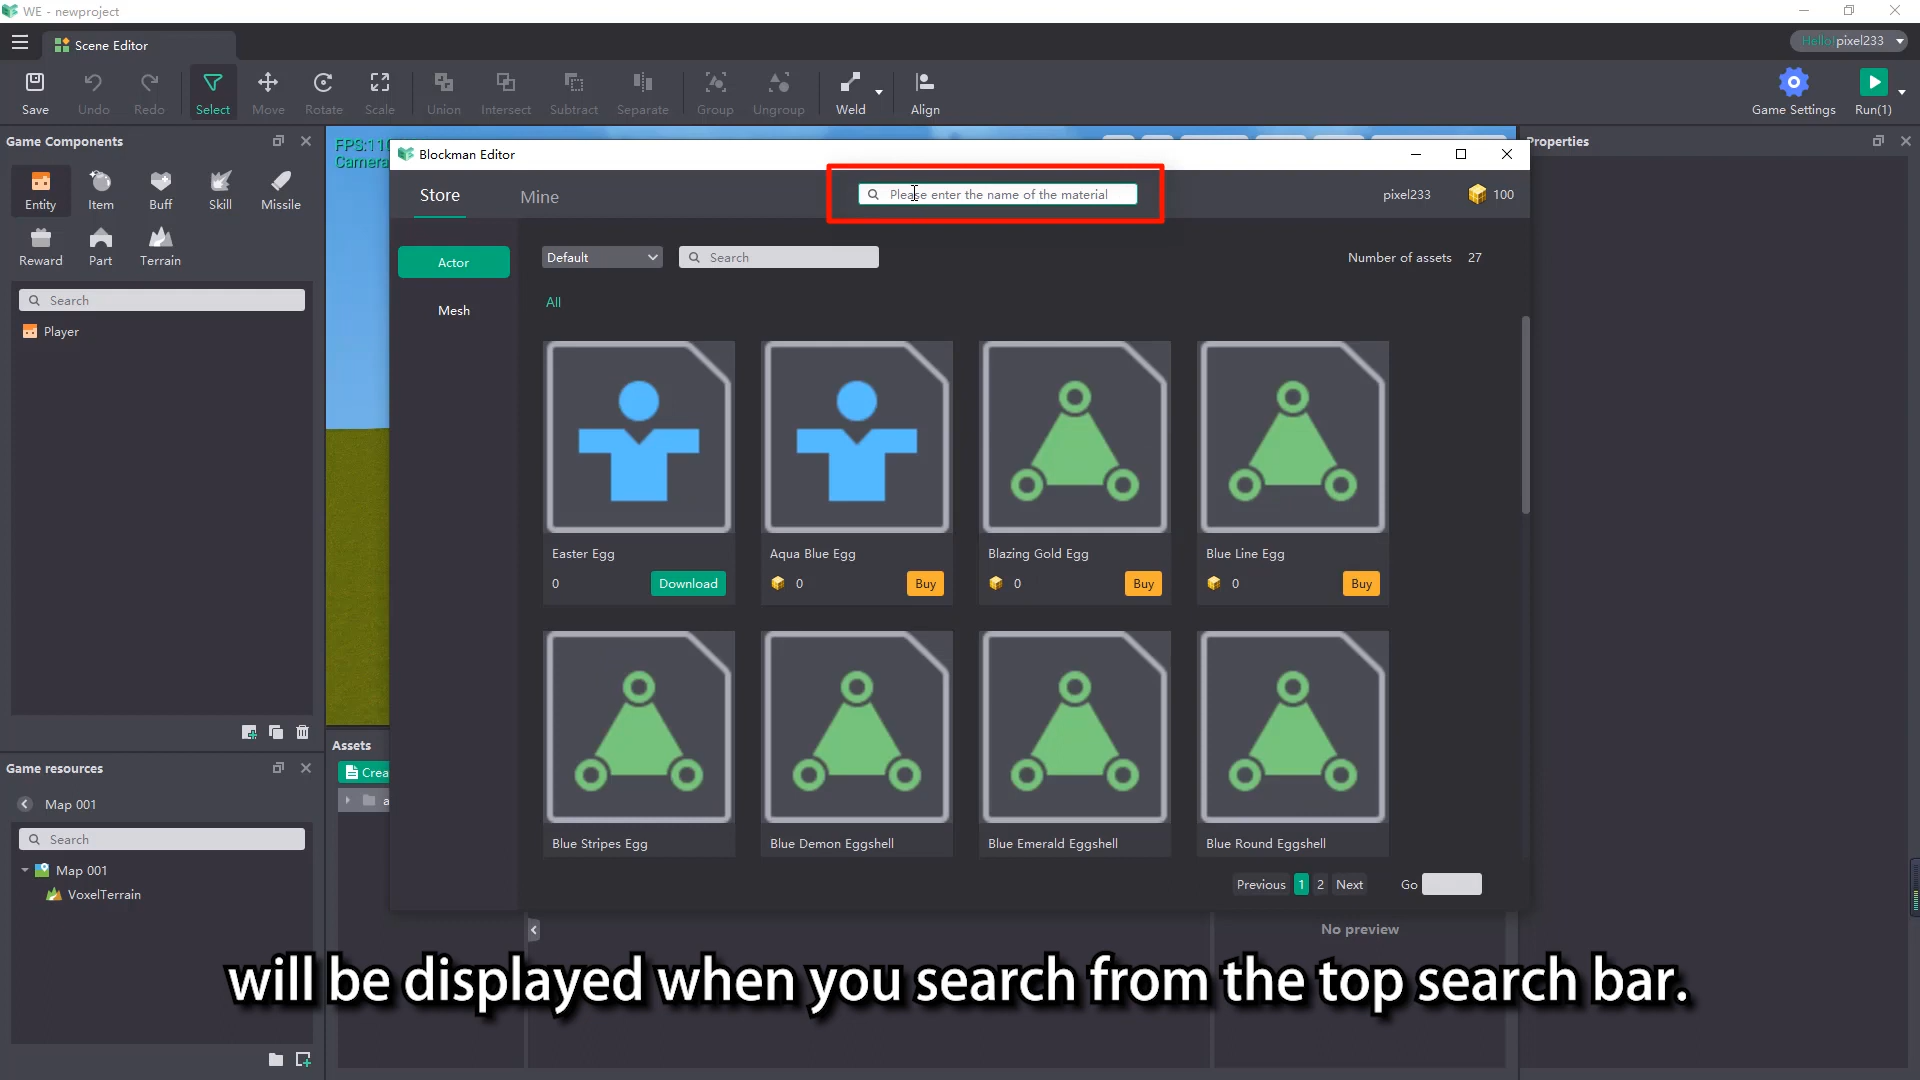 WE - newproject
Scene Editor
Hello! pixel233
Save
Undo
Redo
Select
Move
Rotate
Scale
Union
Intersect
Subtract
Separate
Group
Ungroup
Weld
Align
Game Settings
Run(1)
Game Components
Entity
Item
Buff
Skill
Missile
Reward
Part
Terrain
Search
Player
Game resources
Map 001
Search
Map 001
VoxelTerrain
Camera
Properties
Blockman Editor
Store
Mine
Please enter the name of the material
pixel233
100
Actor
Mesh
Default
Search
Number of assets 27
All
Easter Egg
0
Download
Aqua Blue Egg
0
Buy
Blazing Gold Egg
0
Buy
Blue Line Egg
0
Buy
Blue Stripes Egg
Blue Demon Eggshell
Blue Emerald Eggshell
Blue Round Eggshell
Previous 1 2 Next
Go
Assets
Crea
a
No preview
will be displayed when you search from the top search bar.